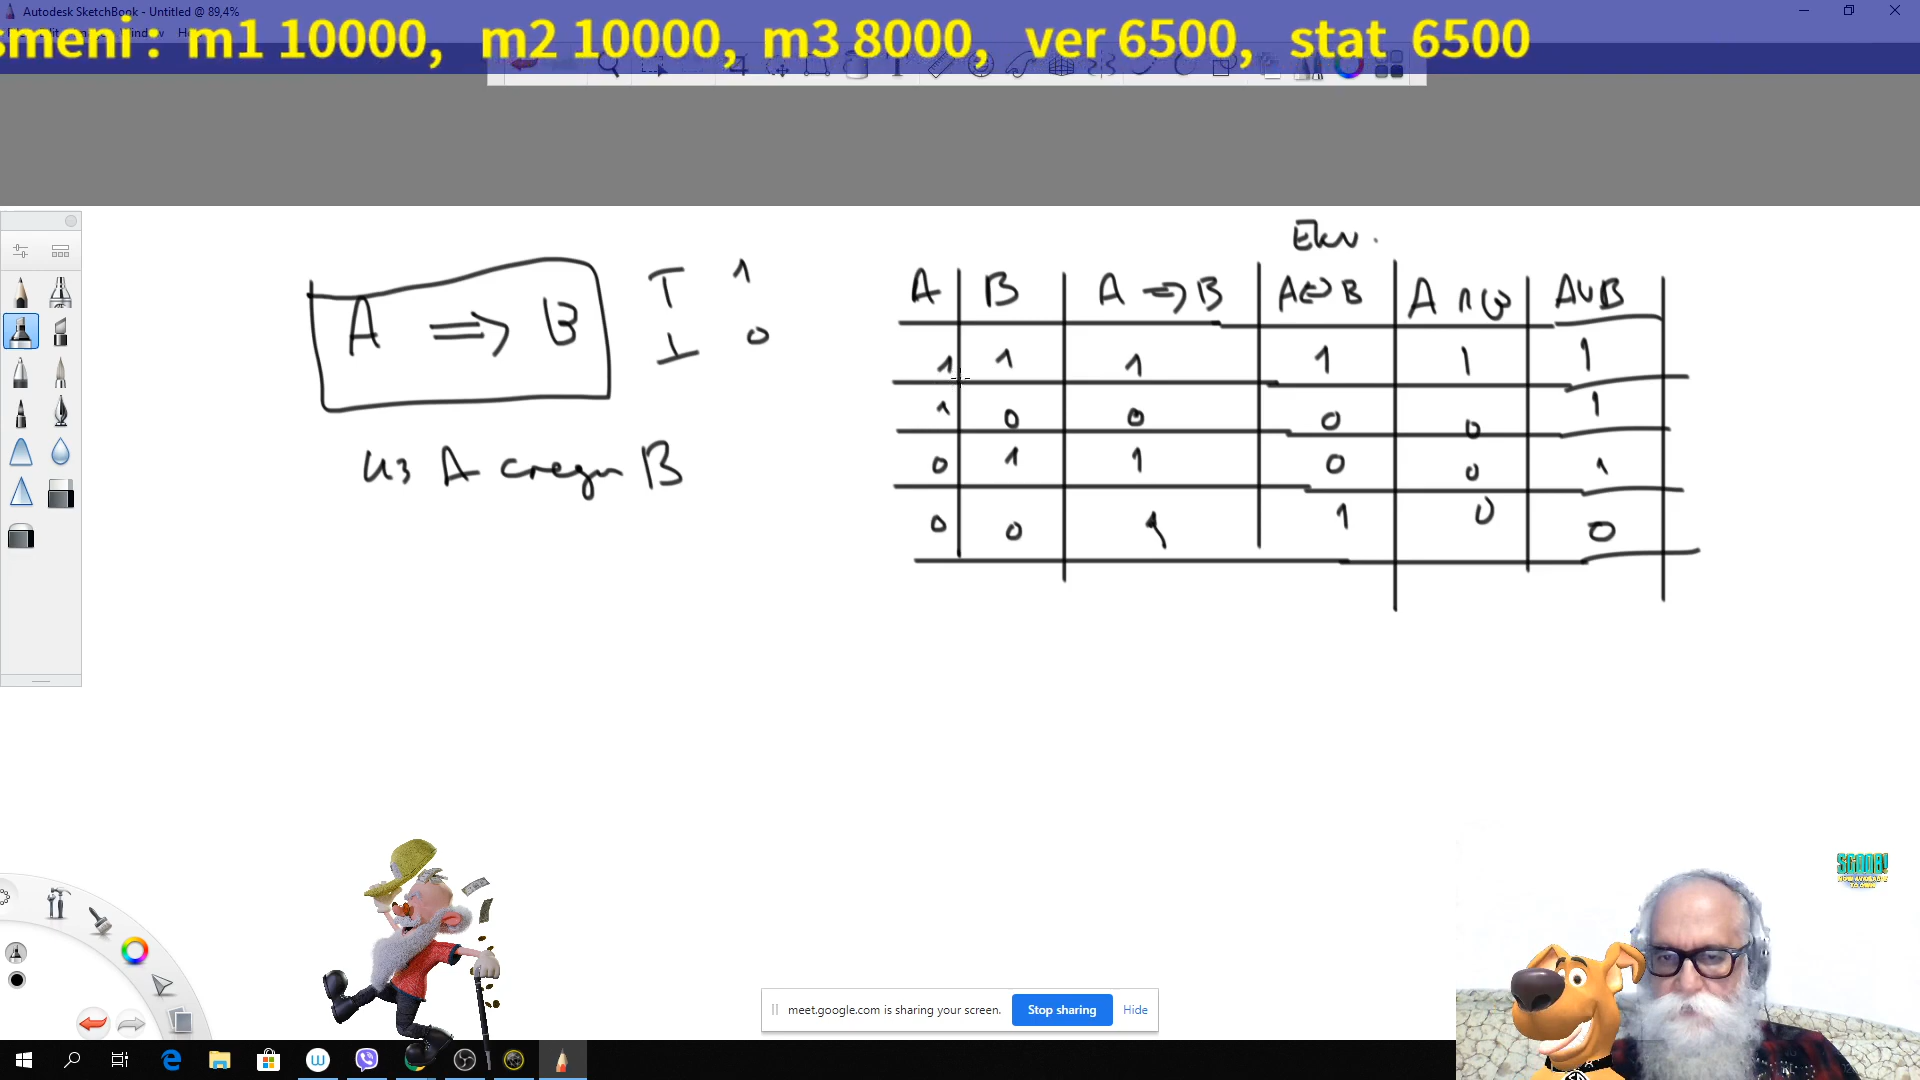 Autodesk SketchBook - Untitled @ 89,4%
smeni : m1 10000, m2 10000, m3 8000, ver 6500, stat 6500
A ⇒ B
⊤ 1
⊥ 0
из A следи B
Ekv.
A B A ⇒ B A⇔B A ∧ B A∨B
1 1 1 1 1 1
1 0 0 0 0 1
0 1 1 0 0 1
0 0 1 1 0 0
SCOOB!
meet.google.com is sharing your screen.
Stop sharing
Hide